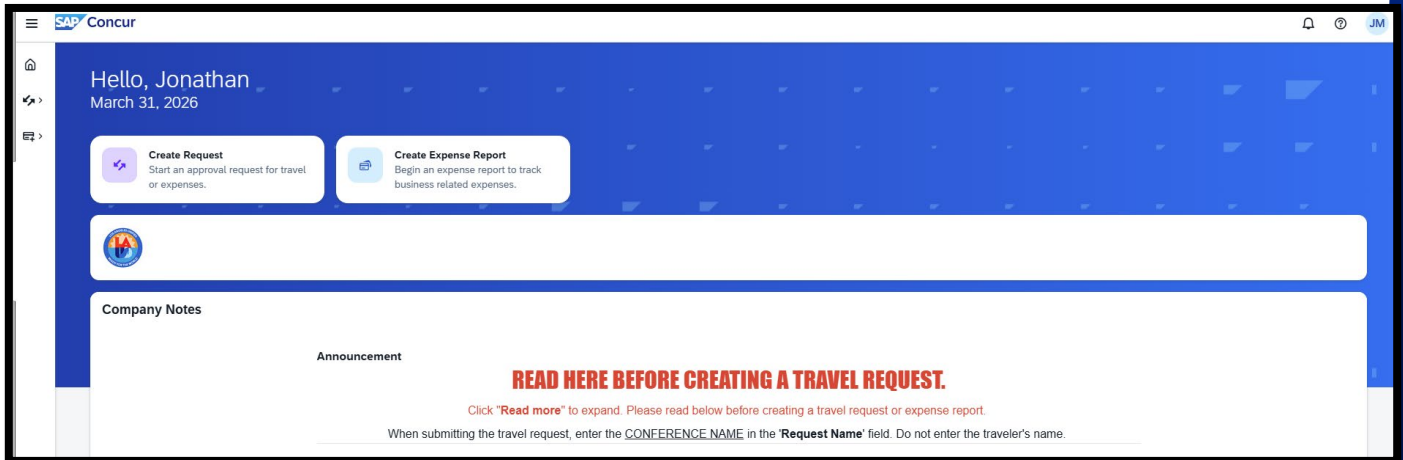 SAP Concur
JM
Hello, Jonathan
March 31, 2026
Create Request
Start an approval request for travel
or expenses.
Create Expense Report
Begin an expense report to track
business related expenses.
Company Notes
Announcement
READ HERE BEFORE CREATING A TRAVEL REQUEST.
Click "Read more" to expand. Please read below before creating a travel request or expense report.
When submitting the travel request, enter the CONFERENCE NAME in the 'Request Name' field. Do not enter the traveler's name.